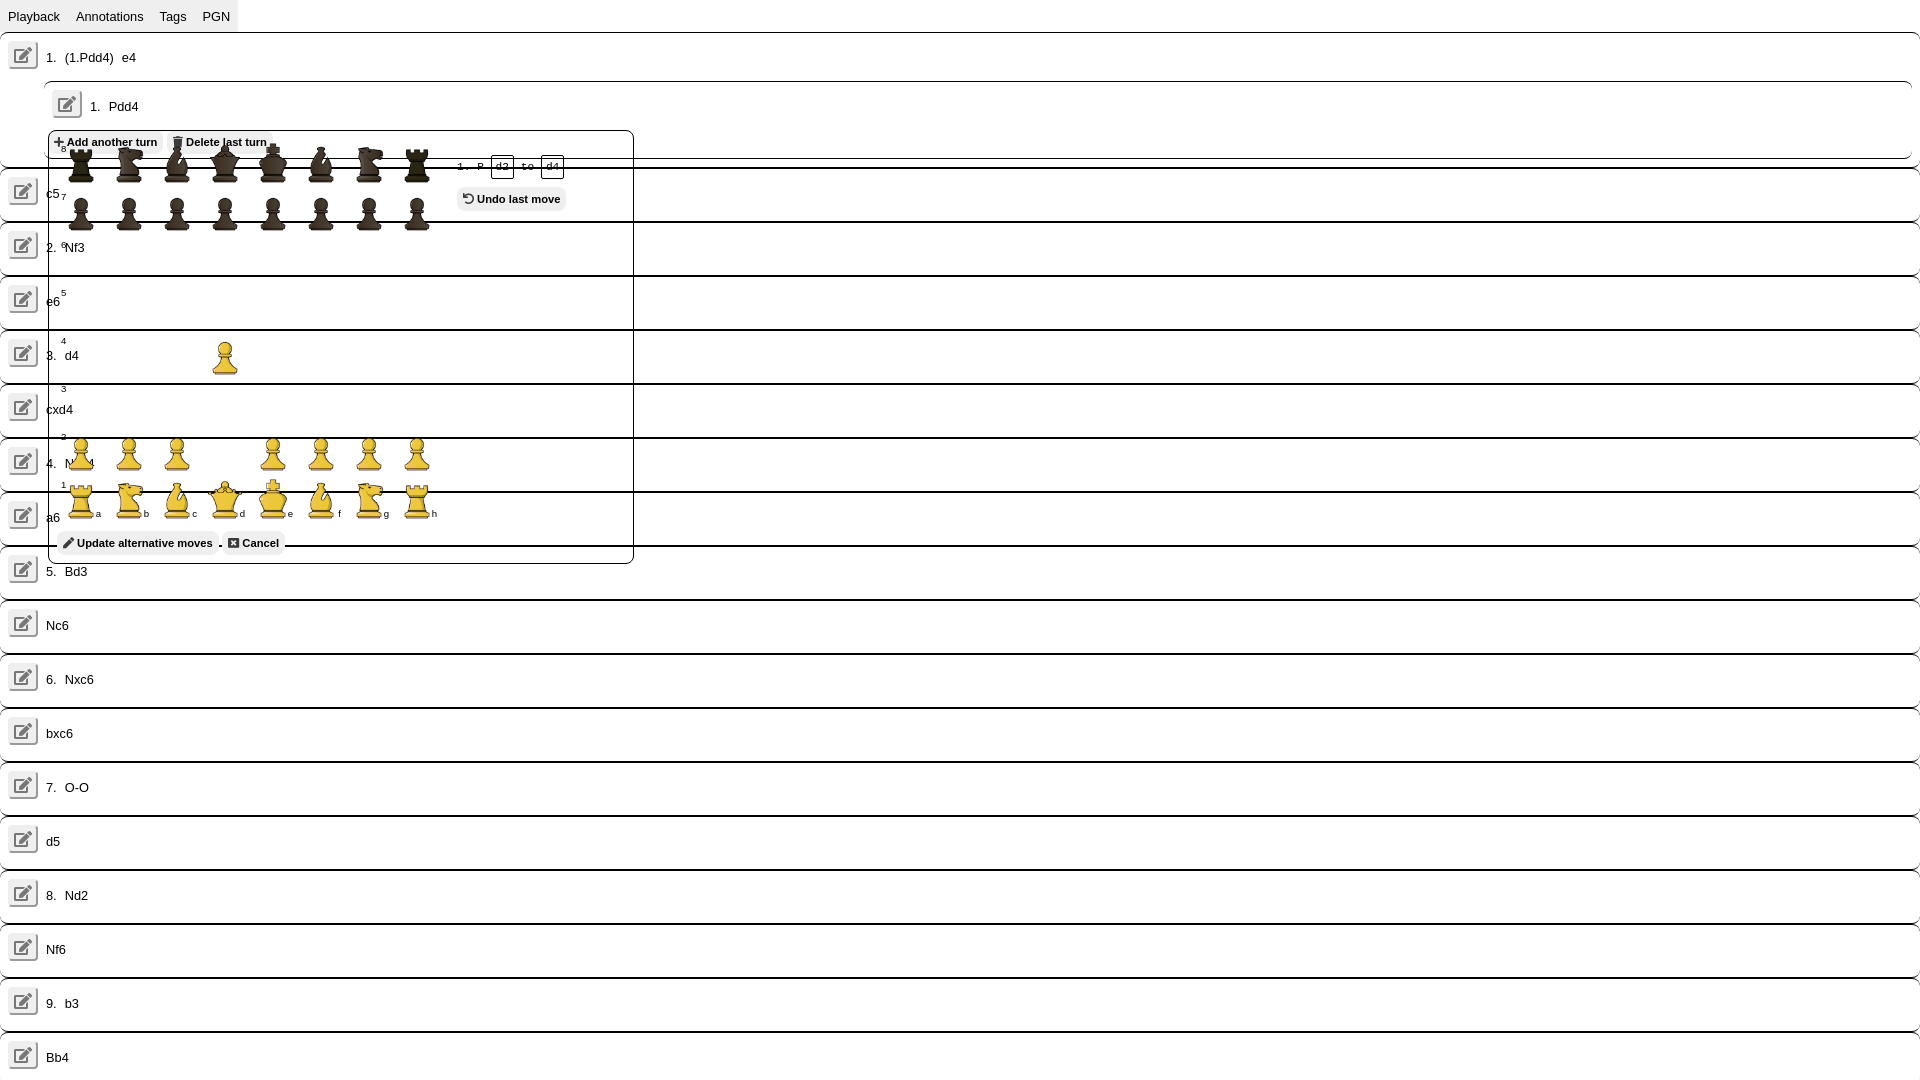 Playback Annotations Tags PGN
1. (1.Pdd4) e4
1. Pdd4
Add another turn Delete last turn
8
1. P d2 to d4
c5
7
Undo last move
2. Nf3
6
e6
5
4
3. d4
3
cxd4
2
4.
1
a b c d e f g h
a6
Update alternative moves Cancel
5. Bd3
Nc6
6. Nxc6
bxc6
7. O-O
d5
8. Nd2
Nf6
9. b3
Bb4